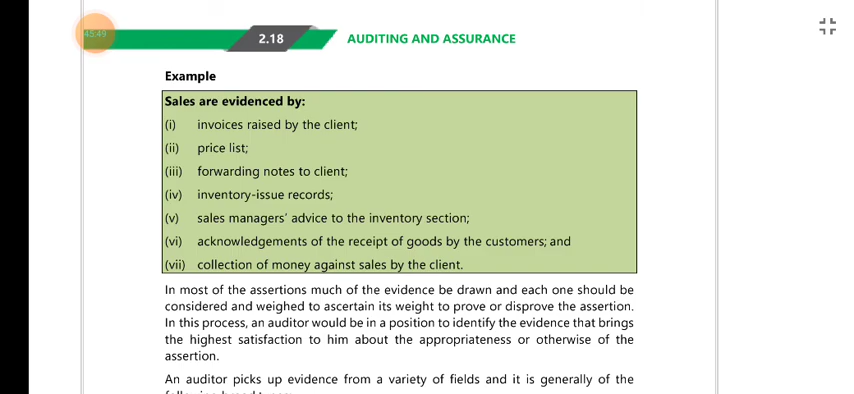 45:49
2.18 AUDITING AND ASSURANCE
Example
Sales are evidenced by:
(i) invoices raised by the client;
(ii) price list;
(iii) forwarding notes to client;
(iv) inventory-issue records;
(v) sales managers’ advice to the inventory section;
(vi) acknowledgements of the receipt of goods by the customers; and
(vii) collection of money against sales by the client.
In most of the assertions much of the evidence be drawn and each one should be
considered and weighed to ascertain its weight to prove or disprove the assertion.
In this process, an auditor would be in a position to identify the evidence that brings
the highest satisfaction to him about the appropriateness or otherwise of the
assertion.
An auditor picks up evidence from a variety of fields and it is generally of the